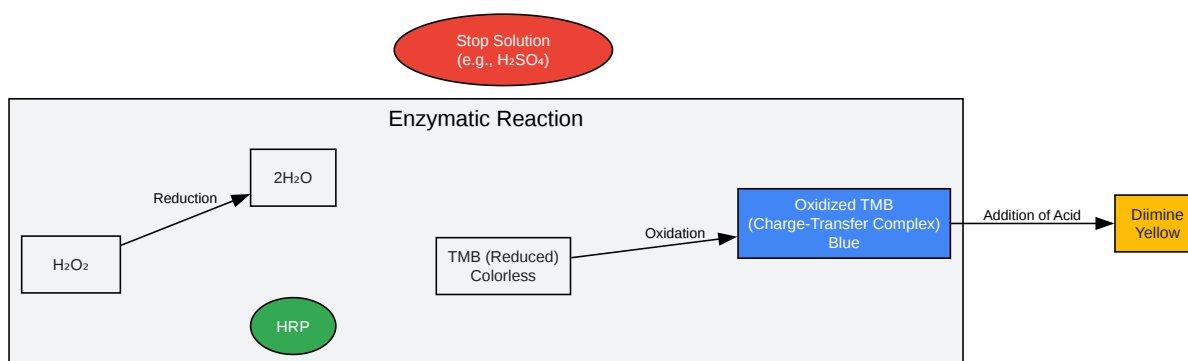 Stop Solution
(e.g., H₂SO₄)
Enzymatic Reaction
2H₂O
Reduction
H₂O₂
HRP
TMB (Reduced)
Colorless
Oxidation
Oxidized TMB
(Charge-Transfer Complex)
Blue
Addition of Acid
Diimine
Yellow